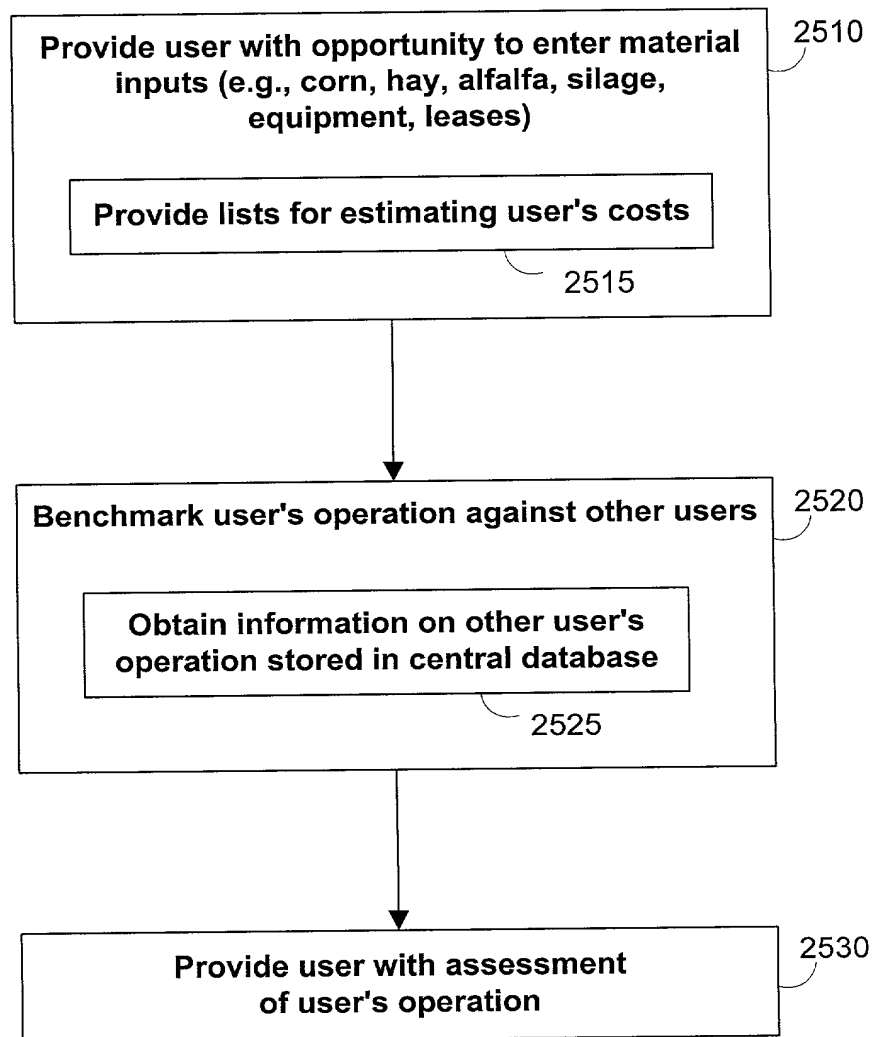 Provide user with opportunity to enter material
inputs (e.g., corn, hay, alfalfa, silage,
equipment, leases)
2510
Provide lists for estimating user's costs
2515
Benchmark user's operation against other users
2520
Obtain information on other user's
operation stored in central database
2525
Provide user with assessment
of user's operation
2530